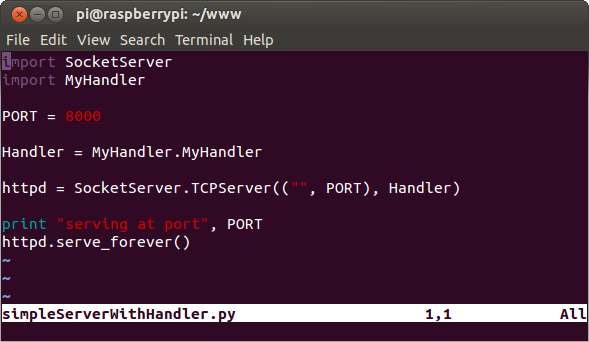 pi@raspberrypi: ~/www
File Edit View Search Terminal Help
import SocketServer
import MyHandler
PORT = 8000
Handler = MyHandler.MyHandler
httpd = SocketServer.TCPServer(("", PORT), Handler)
print "serving at port", PORT
httpd.serve_forever()
~
~
~
simpleServerWithHandler.py 1,1 All